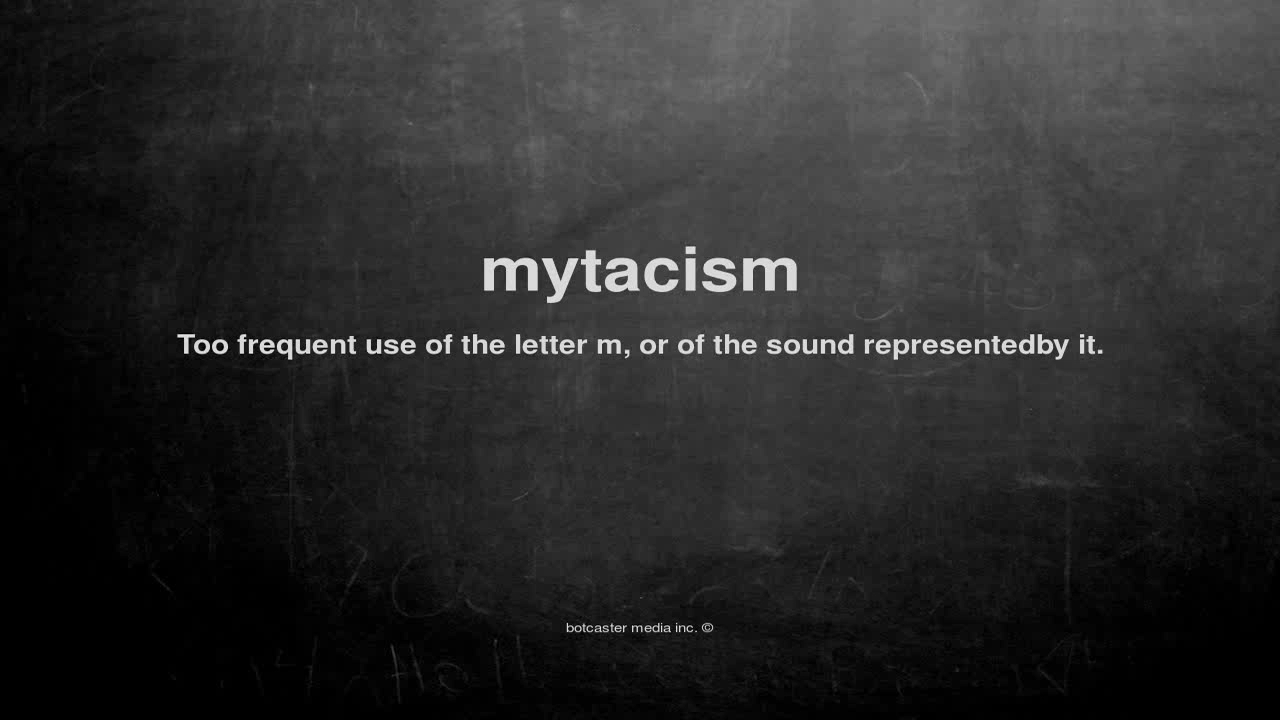 mytacism
Too frequent use of the letter m, or of the sound representedby it.
botcaster media inc. ©